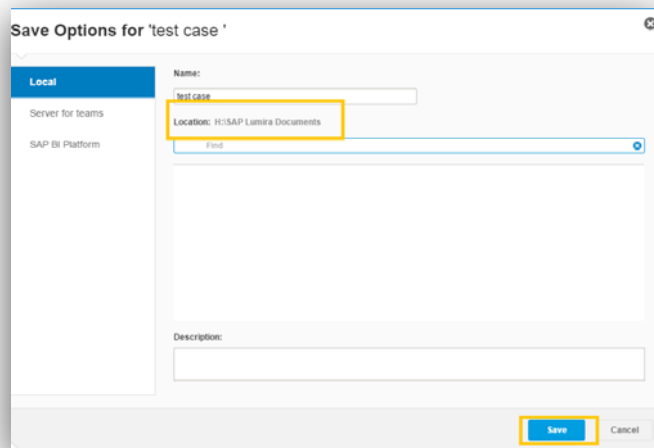 Save Options for 'test case '
Local
Server for teams
SAP BI Platform
Name:
test case
Location: H:\SAP Lumira Documents
Find
Description:
Save
Cancel